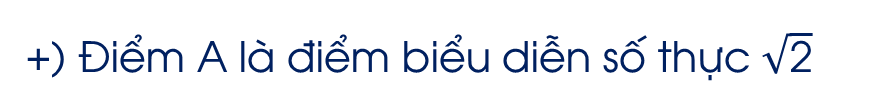 +) Điểm A là điểm biểu diễn số thực √2